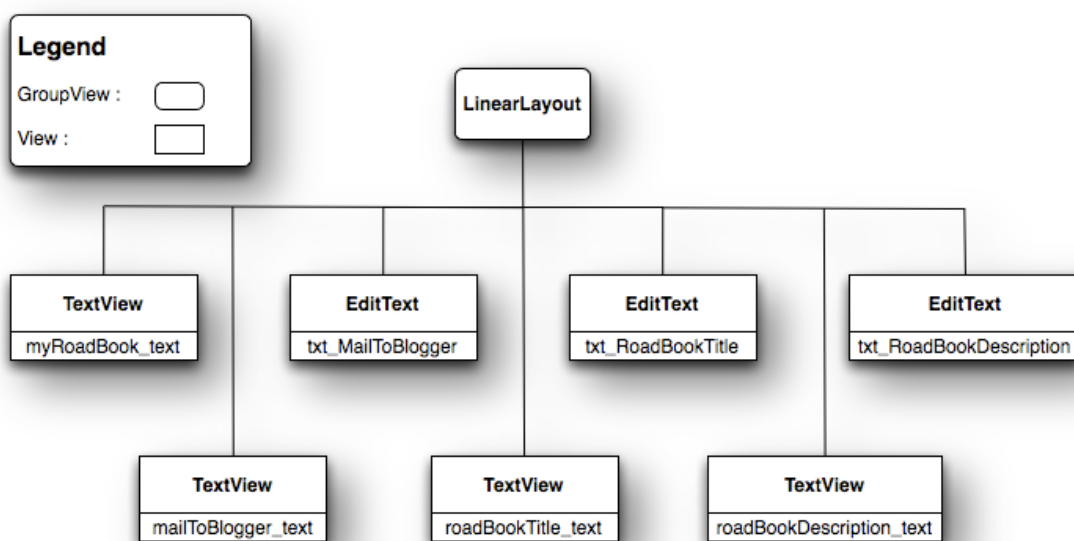 Legend
GroupView :
View :
LinearLayout
TextView
myRoadBook_text
EditText
txt_MailToBlogger
EditText
txt_RoadBookTitle
EditText
txt_RoadBookDescription
TextView
mailToBlogger_text
TextView
roadBookTitle_text
TextView
roadBookDescription_text